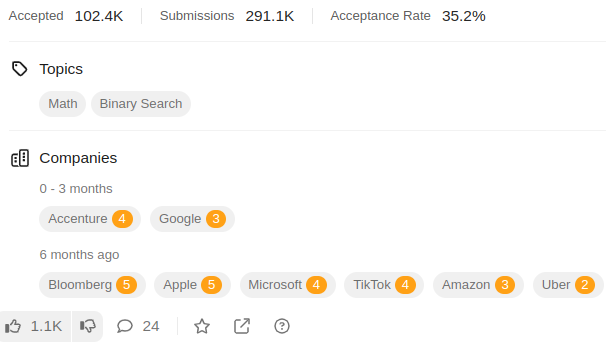 Accepted 102.4K Submissions 291.1K Acceptance Rate 35.2%
Topics
Math Binary Search
Companies
0 - 3 months
Accenture 4 Google 3
6 months ago
Bloomberg 5 Apple 5 Microsoft 4 TikTok 4 Amazon 3 Uber 2
1.1K 24